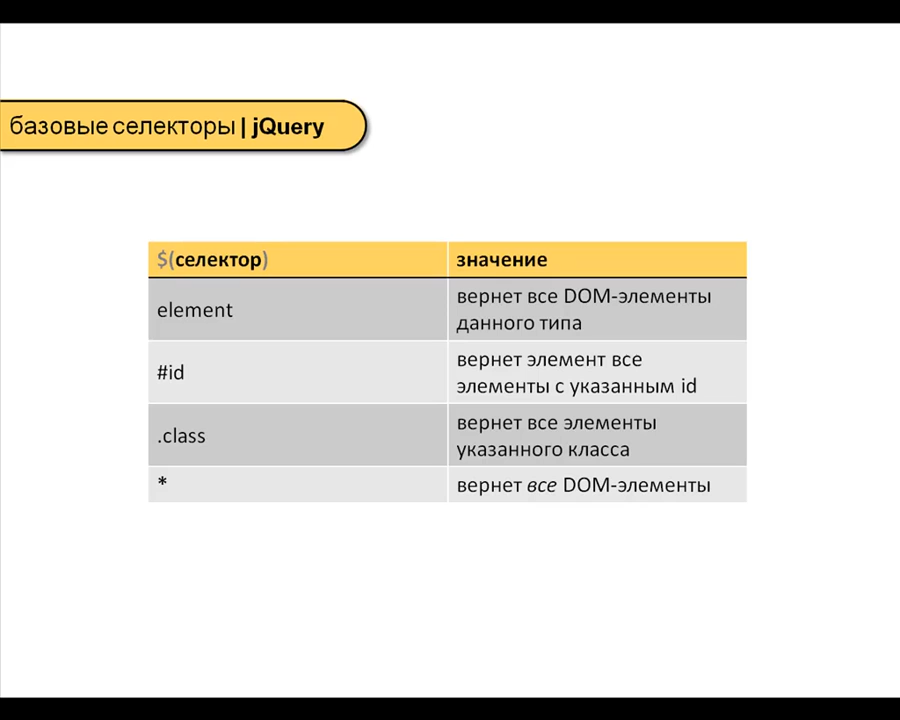 базовые селекторы | jQuery
$(селектор) значение
element
вернет все DOM-элементы
данного типа
#id
вернет элемент все
элементы с указанным id
.class
вернет все элементы
указанного класса
*
вернет все DOM-элементы